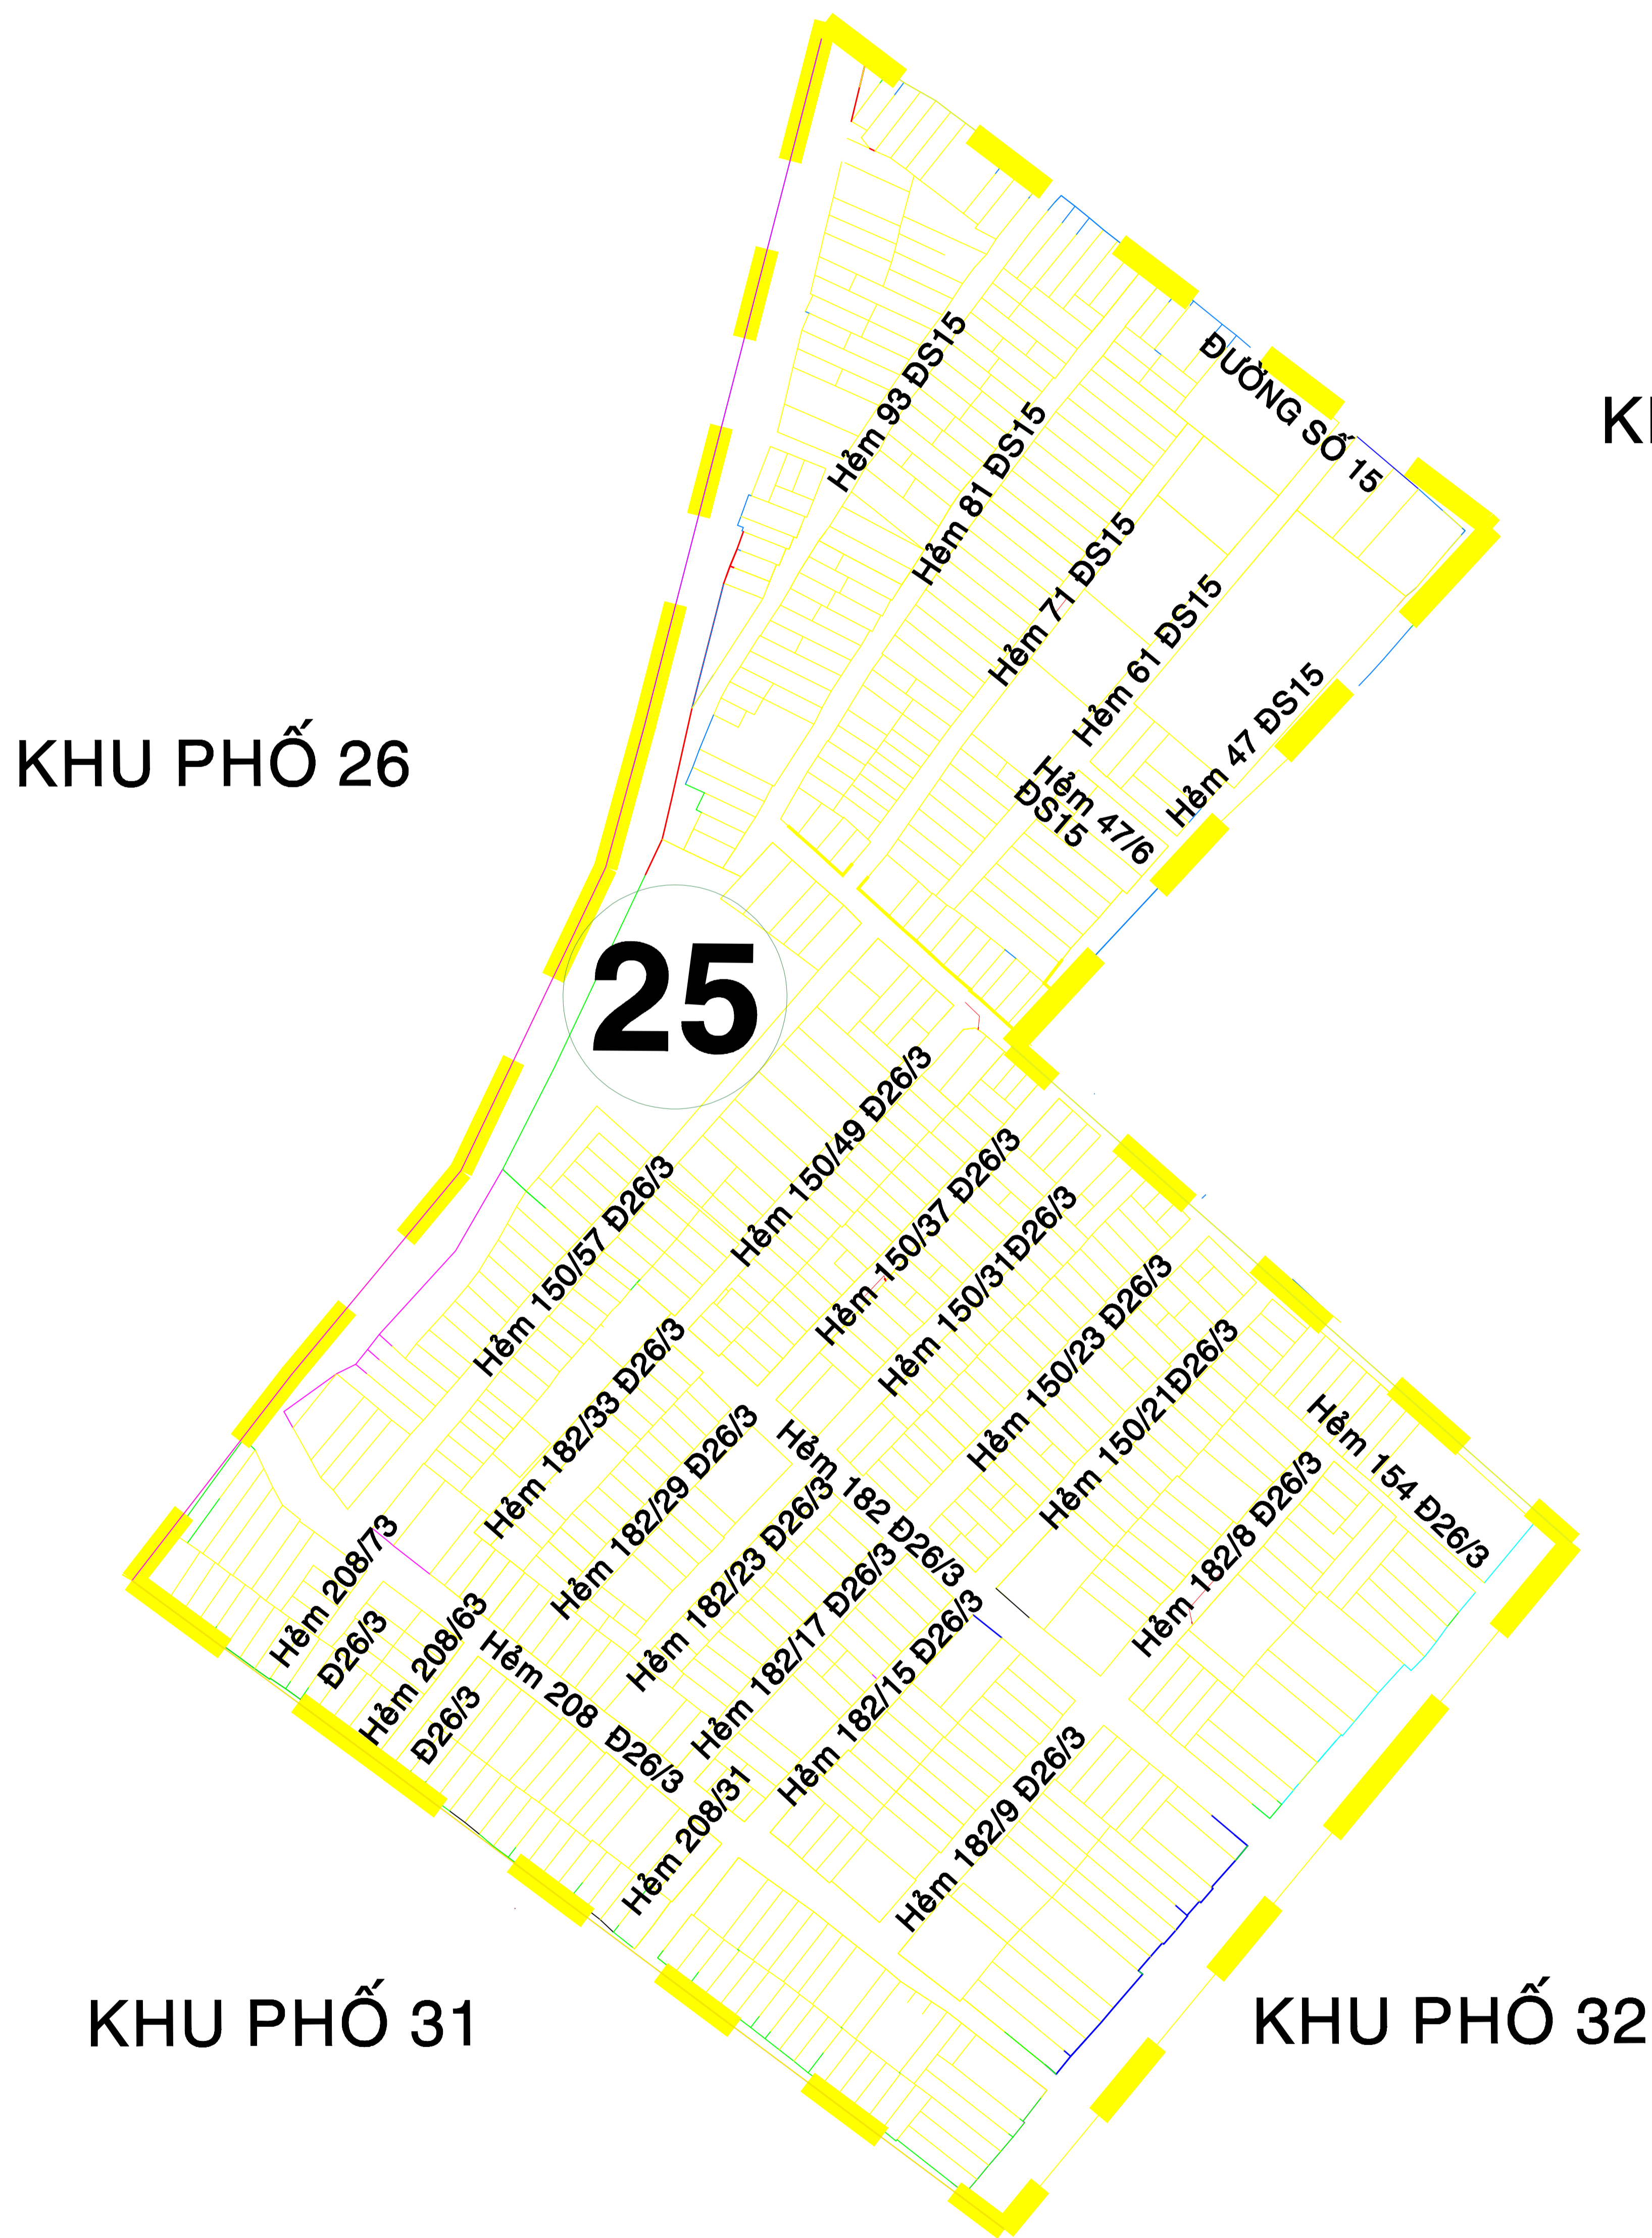 Hẻm 93 ĐS15
ĐƯỜNG SỐ 15
Hẻm 81 ĐS15
Hẻm 71 ĐS15
Hẻm 61 ĐS15
Hẻm 47 ĐS15
KHU PHỐ 26
Hẻm 47/6
ĐS15
25
Hẻm 150/49 Đ26/3
Hẻm 150/57 Đ26/3
Hẻm 150/37 Đ26/3
Hẻm 150/31Đ26/3
Hẻm 150/23 Đ26/3
Hẻm 150/21Đ26/3
Hẻm 182/33 Đ26/3
Hẻm 182/29 Đ26/3
Hẻm 182 Đ26/3
Hẻm 154 Đ26/3
Hẻm 182/8 Đ26/3
Hẻm 182/23 Đ26/3
Hẻm 182/17 Đ26/3
Hẻm 182/15 Đ26/3
Hẻm 208/73
Đ26/3
Hẻm 208/63
Đ26/3
Hẻm 208 Đ26/3
Hẻm 208/31
Hẻm 182/9 Đ26/3
KHU PHỐ 31
KHU PHỐ 32